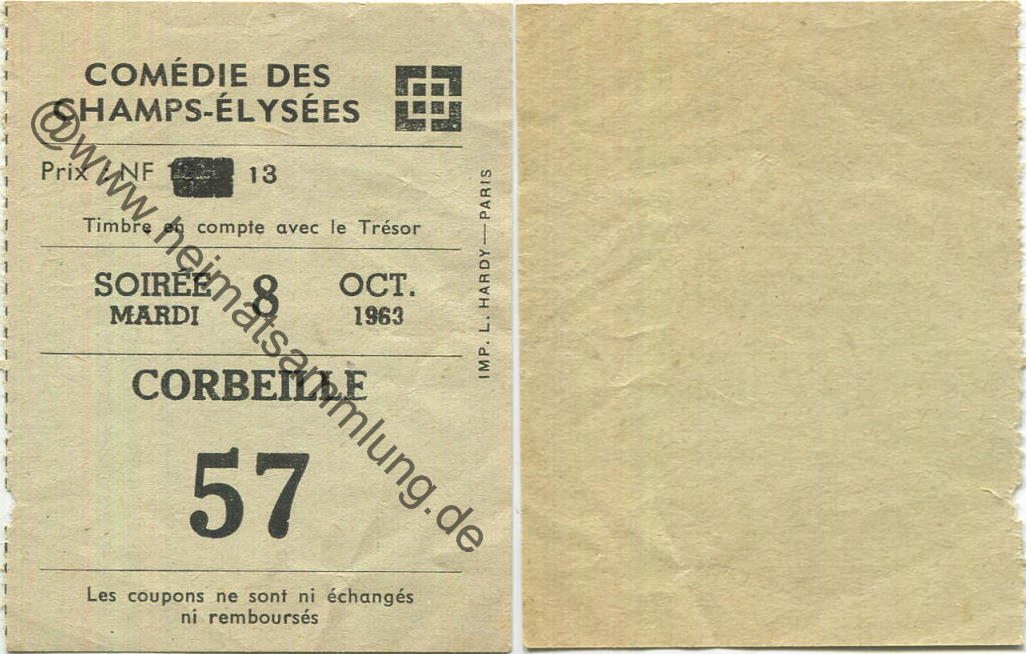 COMÉDIE DES
CHAMPS-ÉLYSÉES
Prix : NF 13
Timbre en compte avec le Trésor
SOIRÉE 8 OCT.
MARDI 1963
CORBEILLE
57
Les coupons ne sont ni échangés
ni remboursés
IMP. L. HARDY — PARIS
@www.heimatsammlung.de